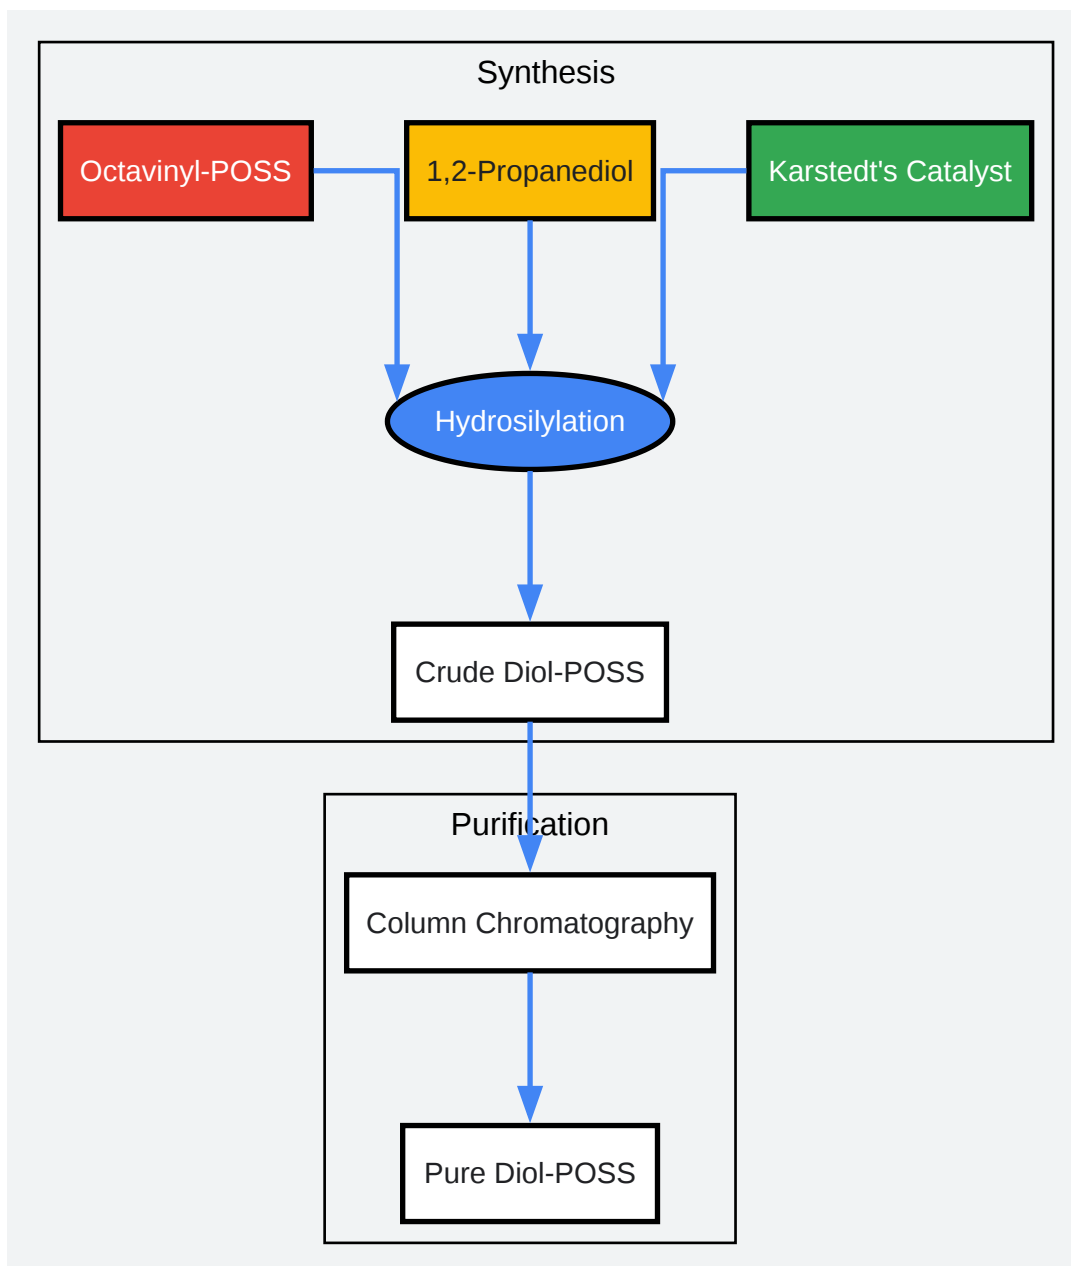 Synthesis
Octavinyl-POSS
1,2-Propanediol
Karstedt's Catalyst
Hydrosilylation
Crude Diol-POSS
Purification
Column Chromatography
Pure Diol-POSS